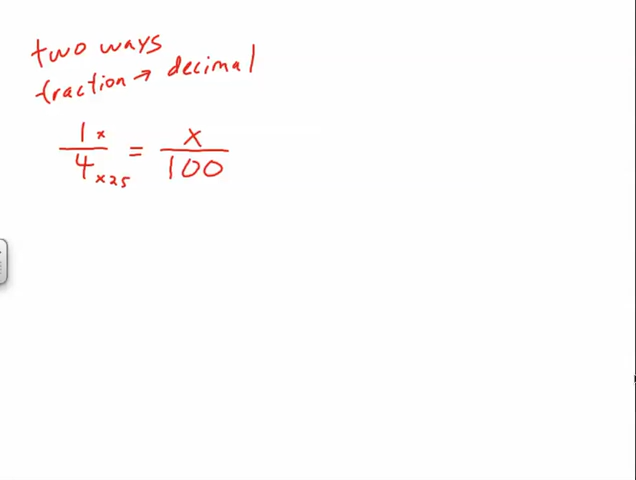 two ways
fraction → decimal
1 x
4 x25
=
x
100